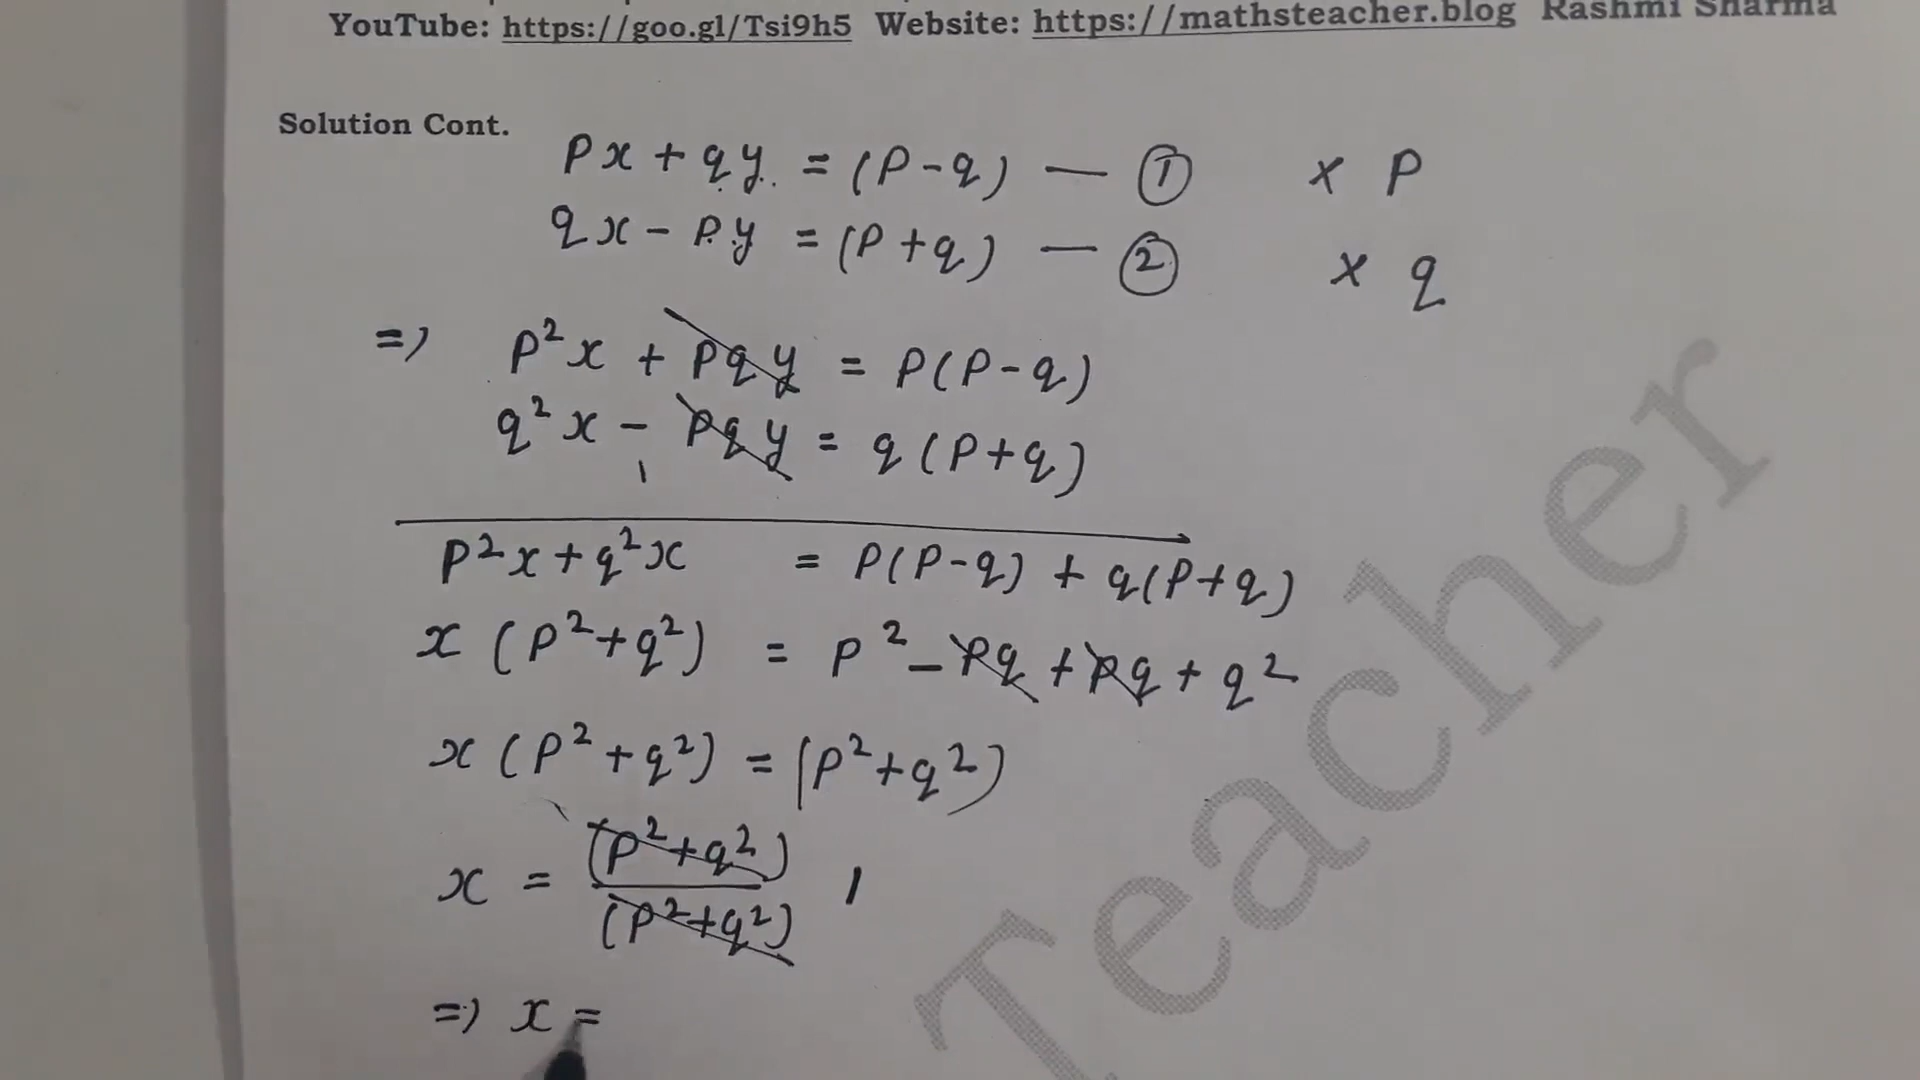 YouTube: https://goo.gl/Tsi9h5 Website: https://mathsteacher.blog Rashmi Sharma
Solution Cont.
Px + qy = (P-q) — ① × P
qx - Py = (P+q) — ② × q
=> P²x + Pqy = P(P-q)
q²x - Pqy = q(P+q)
P²x + q²x = P(P-q) + q(P+q)
x (P²+q²) = P² - Pq + Pq + q²
x (P²+q²) = (P²+q²)
x = (P²+q²) 1
(P²+q²)
=> x =
Teacher